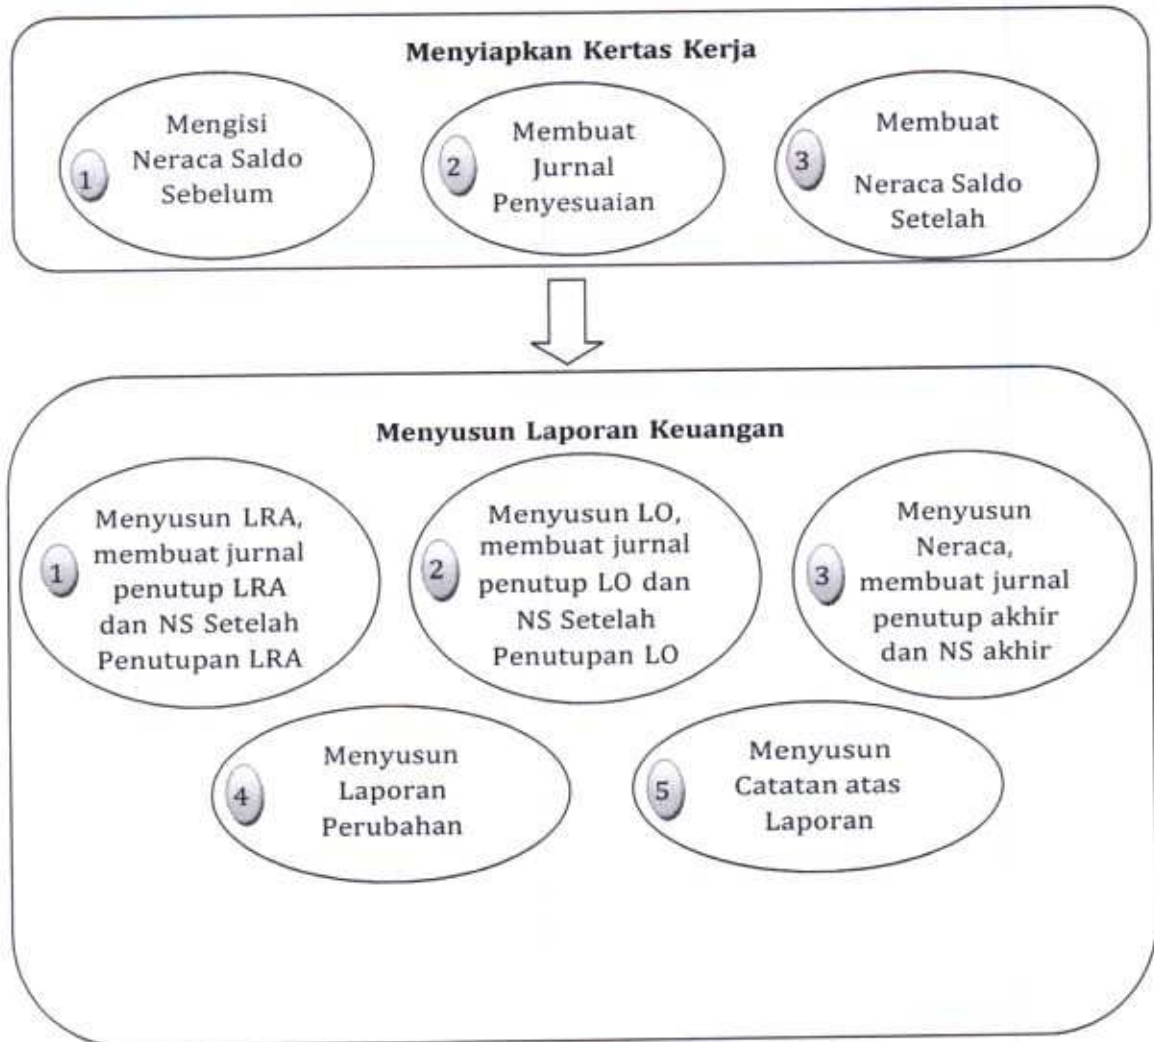 Menyiapkan Kertas Kerja
1
Mengisi
Neraca Saldo
Sebelum
2
Membuat
Jurnal
Penyesuaian
3
Membuat
Neraca Saldo
Setelah
Menyusun Laporan Keuangan
1
Menyusun LRA,
membuat jurnal
penutup LRA
dan NS Setelah
Penutupan LRA
2
Menyusun LO,
membuat jurnal
penutup LO dan
NS Setelah
Penutupan LO
3
Menyusun
Neraca,
membuat jurnal
penutup akhir
dan NS akhir
4
Menyusun
Laporan
Perubahan
5
Menyusun
Catatan atas
Laporan